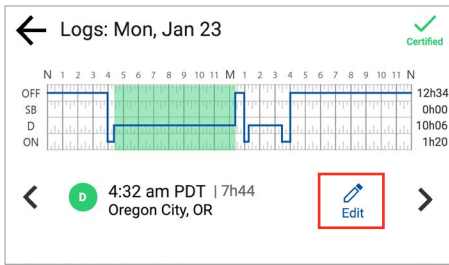 Logs: Mon, Jan 23
Certified
N 1 2 3 4 5 6 7 8 9 10 11 M 1 2 3 4 5 6 7 8 9 10 11 N
OFF 12h34
SB 0h00
D 10h06
ON 1h20
D 4:32 am PDT | 7h44
Oregon City, OR
Edit